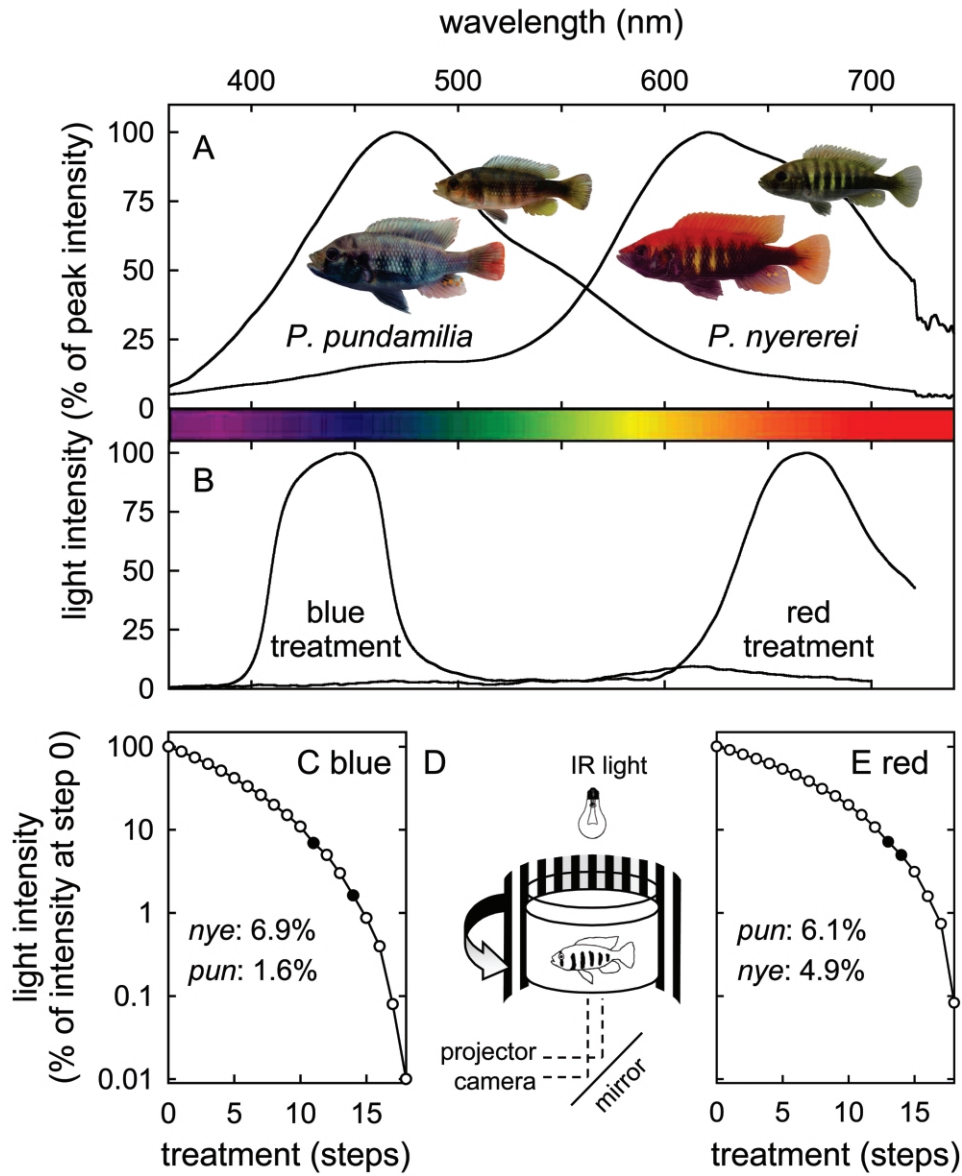 wavelength (nm)
400 500 600 700
light intensity (% of peak intensity)
A
100
75
50
25
0
P. pundamilia
P. nyererei
B
100
75
50
25
0
blue
treatment
red
treatment
light intensity
(% of intensity at step 0)
C blue
100
10
1
0.1
0.01
nye: 6.9%
pun: 1.6%
0 5 10 15
treatment (steps)
D
IR light
projector
camera
mirror
E red
pun: 6.1%
nye: 4.9%
0 5 10 15
treatment (steps)